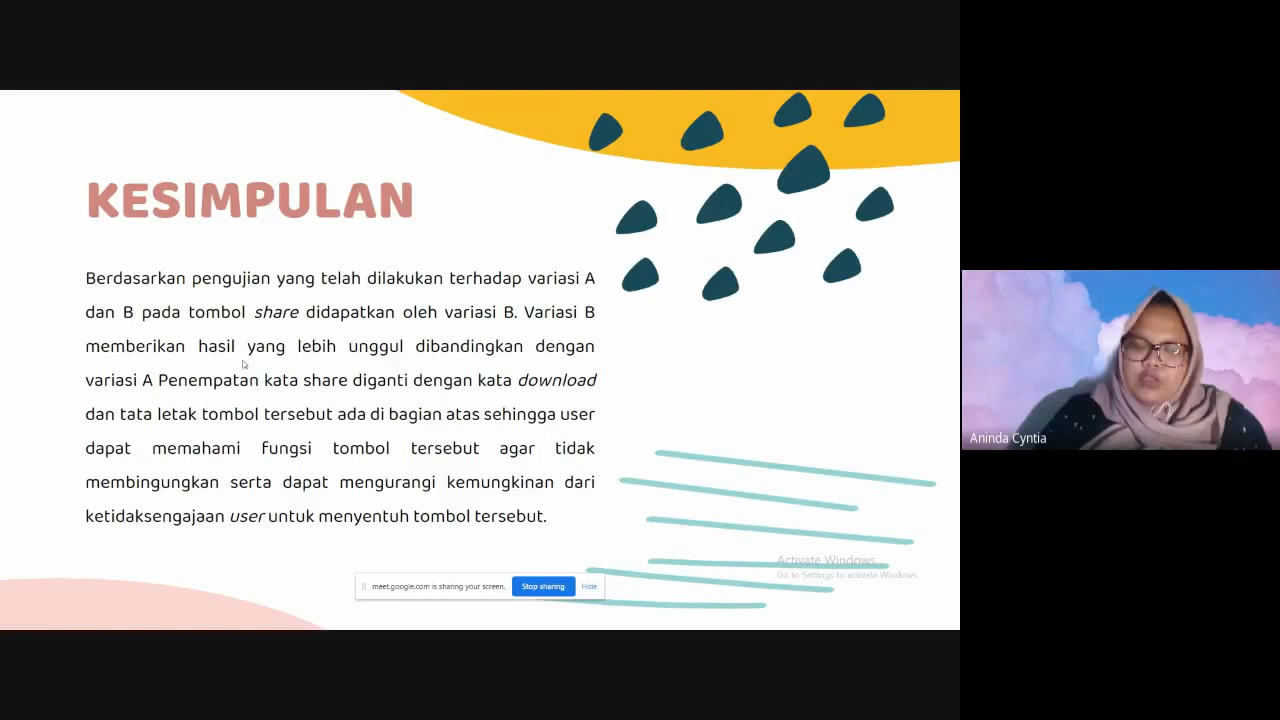 KESIMPULAN
Berdasarkan pengujian yang telah dilakukan terhadap variasi A
dan B pada tombol share didapatkan oleh variasi B. Variasi B
memberikan hasil yang lebih unggul dibandingkan dengan
variasi A Penempatan kata share diganti dengan kata download
dan tata letak tombol tersebut ada di bagian atas sehingga user
dapat memahami fungsi tombol tersebut agar tidak
membingungkan serta dapat mengurangi kemungkinan dari
ketidaksengajaan user untuk menyentuh tombol tersebut.
Activate Windows
Go to Settings to activate Windows.
meet.google.com is sharing your screen. Stop sharing Hide
Aninda Cyntia